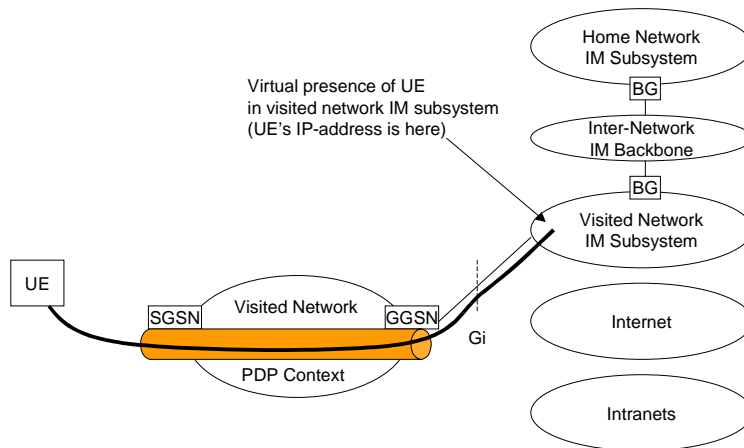 Home Network
IM Subsystem
BG
Virtual presence of UE
in visited network IM subsystem
(UE's IP-address is here)
Inter-Network
IM Backbone
BG
Visited Network
IM Subsystem
UE
SGSN
Visited Network
GGSN
Gi
PDP Context
Internet
Intranets